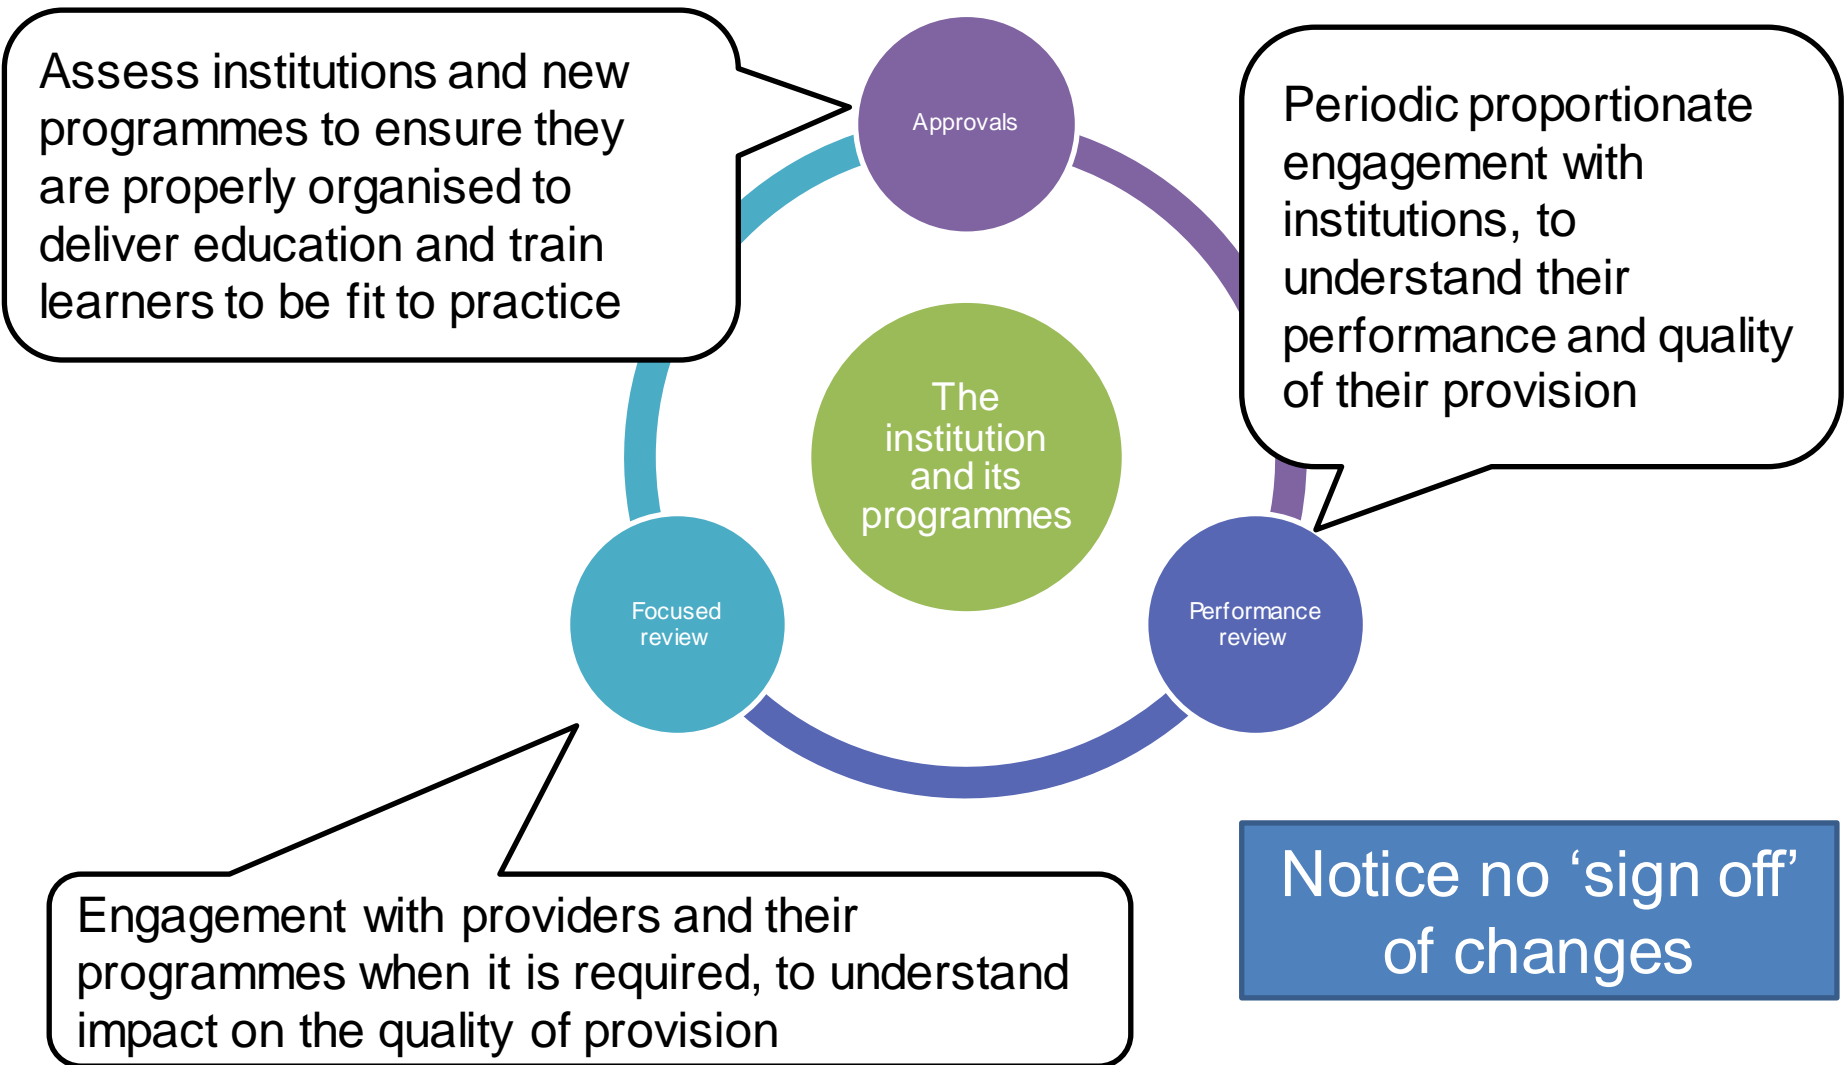 Assess institutions and new
programmes to ensure they
are properly organised to
deliver education and train
learners to be fit to practice
Approvals
Periodic proportionate
engagement with
institutions, to
understand their
performance and quality
of their provision
The
institution
and its
programmes
Focused
review
Performance
review
Engagement with providers and their
programmes when it is required, to understand
impact on the quality of provision
Notice no ‘sign off’
of changes